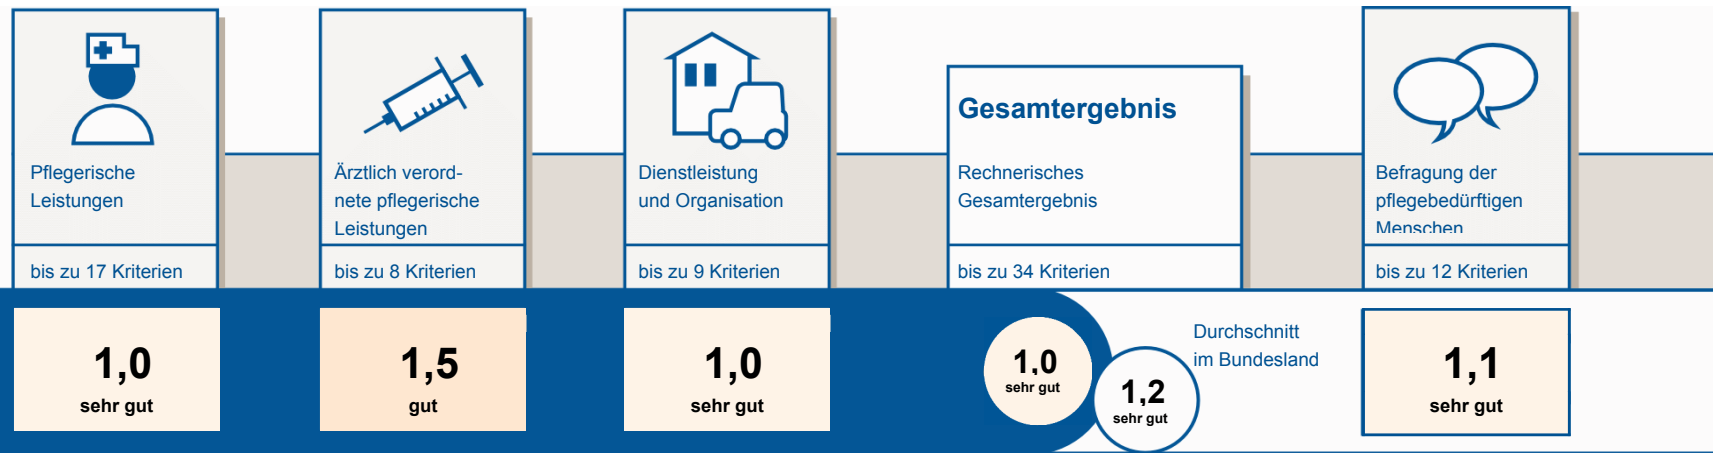 Pflegerische
Leistungen
bis zu 17 Kriterien
1,0
sehr gut
Ärztlich verord-
nete pflegerische
Leistungen
bis zu 8 Kriterien
1,5
gut
Dienstleistung
und Organisation
bis zu 9 Kriterien
1,0
sehr gut
Gesamtergebnis
Rechnerisches
Gesamtergebnis
bis zu 34 Kriterien
1,0
sehr gut
1,2
sehr gut
Durchschnitt
im Bundesland
Befragung der
pflegebedürftigen
Menschen
bis zu 12 Kriterien
1,1
sehr gut